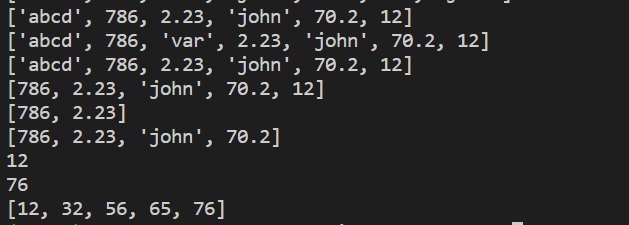 ['abcd', 786, 2.23, 'john', 70.2, 12]
['abcd', 786, 'var', 2.23, 'john', 70.2, 12]
['abcd', 786, 2.23, 'john', 70.2, 12]
[786, 2.23, 'john', 70.2, 12]
[786, 2.23]
[786, 2.23, 'john', 70.2]
12
76
[12, 32, 56, 65, 76]